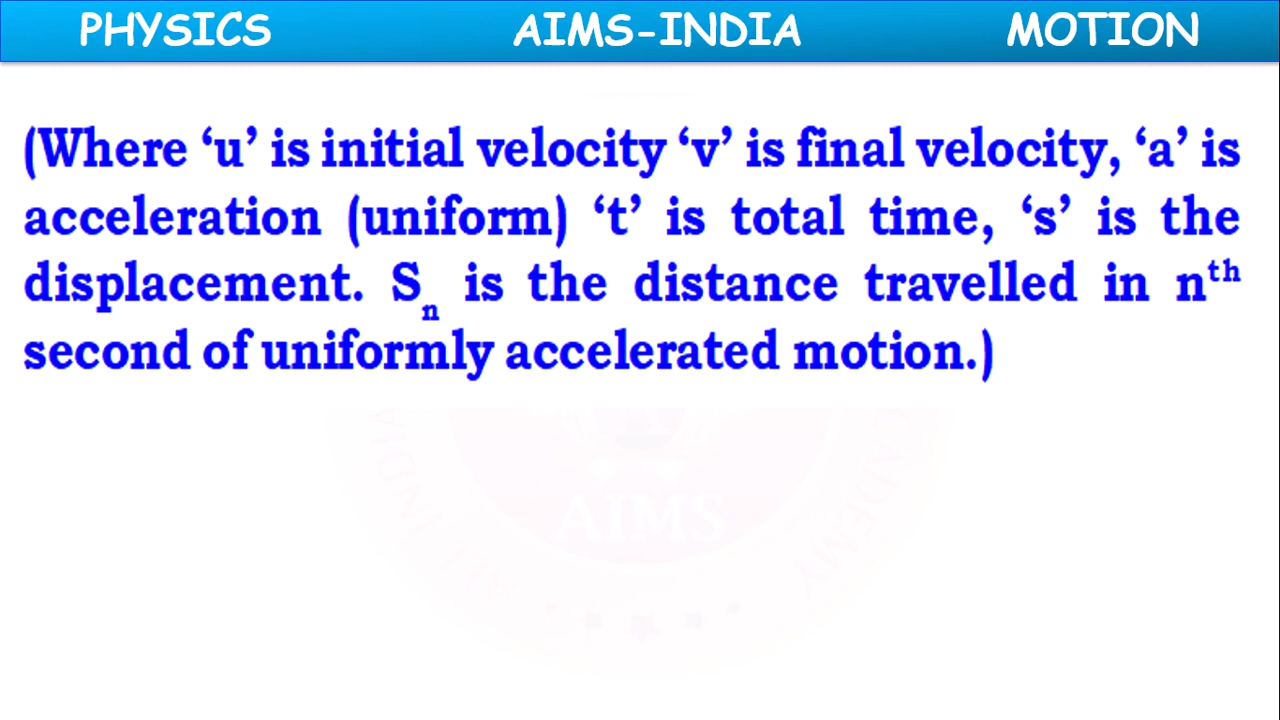 PHYSICS AIMS-INDIA MOTION
(Where ‘u’ is initial velocity ‘v’ is final velocity, ‘a’ is
acceleration (uniform) ‘t’ is total time, ‘s’ is the
displacement. Sn is the distance travelled in nth
second of uniformly accelerated motion.)
AIMS